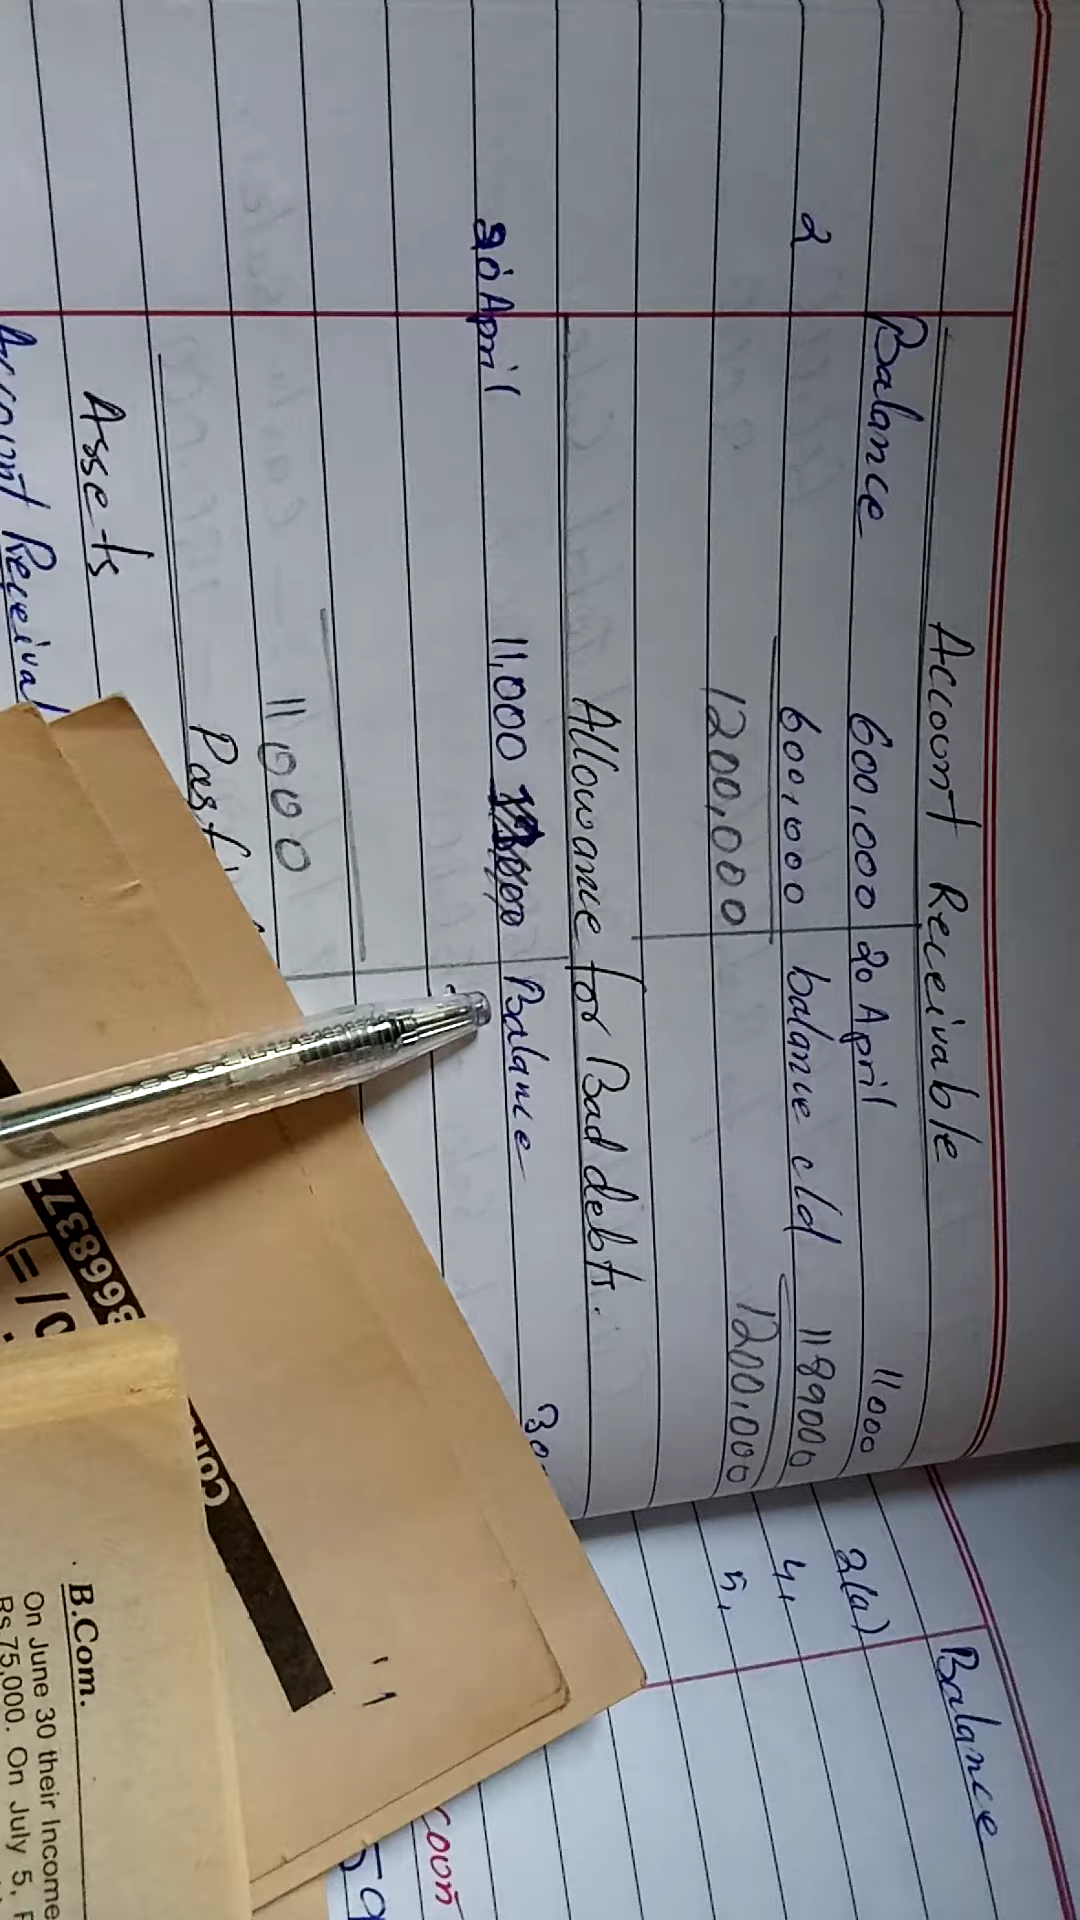 Account Receivable
Balance 600,000 20 April 11000
2 600,000 balance c/d 1189000
1200,000 1200,000
Allowance for Bad debts.
20 April 11,000 Balance 30
11000
Assets
Account Receival
Balance
2(a)
4,
5,
B.Com.
On June 30 their Income
Rs.75,000. On July 5,